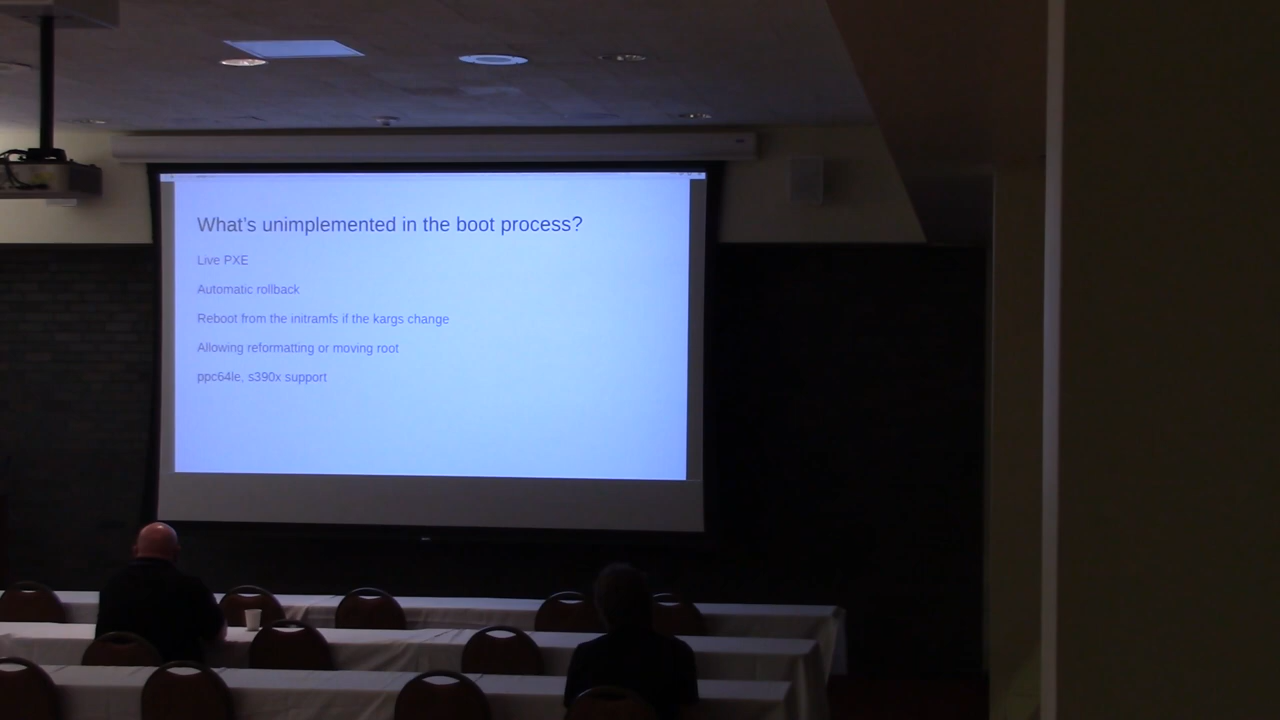 What's unimplemented in the boot process?
Live PXE
Automatic rollback
Reboot from the initramfs if the kargs change
Allowing reformatting or moving root
ppc64le, s390x support